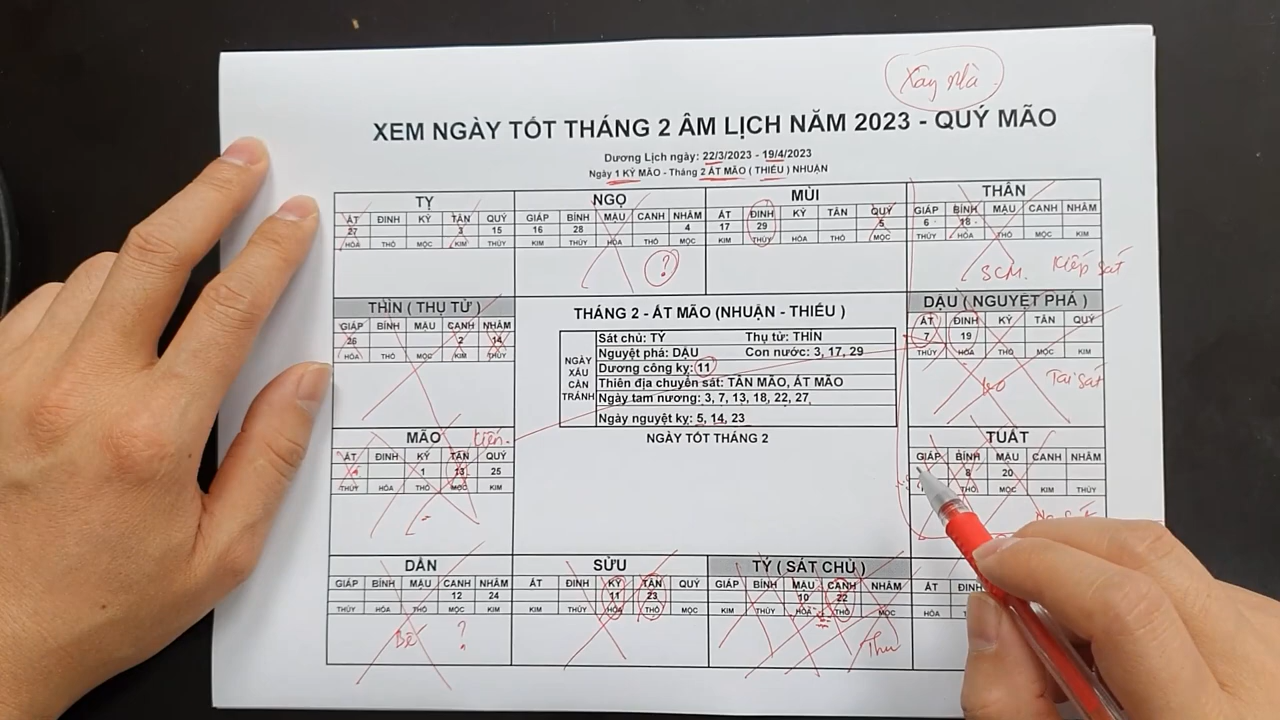 Xây Nhà
XEM NGÀY TỐT THÁNG 2 ÂM LỊCH NĂM 2023 - QUÝ MÃO
Dương Lịch ngày: 22/3/2023 - 19/4/2023
Ngày 1 KỶ MÃO - Tháng 2 ẤT MÃO ( THIẾU ) NHUẬN
TỴ
ẤT ĐINH KỶ TÂN QUÝ
27 3 15
HỎA THỔ MỘC KIM
NGỌ
GIÁP BÍNH MẬU CANH NHÂM
16 28 4
KIM THỦY HỎA THỔ MỘC
?
MÙI
ẤT ĐINH KỶ TÂN QUÝ
17 29 5
KIM THỦY HỎA THỔ MỘC
THÂN
GIÁP BÍNH MẬU CANH NHÂM
6 18
THỦY HỎA THỔ MỘC KIM
SCM. Kiếp sát
THÌN ( THỤ TỬ )
GIÁP BÍNH MẬU CANH NHÂM
26 2 14
HỎA THỔ MỘC KIM THỦY
THÁNG 2 - ẤT MÃO (NHUẬN - THIẾU )
NGÀY XẤU CẦN TRÁNH
Sát chủ: TÝ Thụ tử: THÌN
Nguyệt phá: DẬU Con nước: 3, 17, 29
Dương công kỵ: 11
Thiên địa chuyển sát: TÂN MÃO, ẤT MÃO
Ngày tam nương: 3, 7, 13, 18, 22, 27
Ngày nguyệt kỵ: 5, 14, 23
NGÀY TỐT THÁNG 2
DẬU ( NGUYỆT PHÁ )
ẤT ĐINH KỶ TÂN QUÝ
7 19
THỦY HỎA THỔ MỘC KIM
Tai sát
MÃO
Kiến
ẤT ĐINH KỶ TÂN QUÝ
4 1 13 25
THỦY HỎA THỔ MỘC KIM
TUẤT
GIÁP BÍNH MẬU CANH NHÂM
8 20
THỔ MỘC KIM THỦY
DẦN
GIÁP BÍNH MẬU CANH NHÂM
12 24
THỦY HỎA THỔ MỘC KIM
Bế ?
SỬU
ẤT ĐINH KỶ TÂN QUÝ
11 23
KIM THỦY HỎA THỔ MỘC
TÝ ( SÁT CHỦ )
GIÁP BÍNH MẬU CANH NHÂM
10 22
KIM THỦY HỎA THỔ MỘC
Thu
ẤT
HỎA